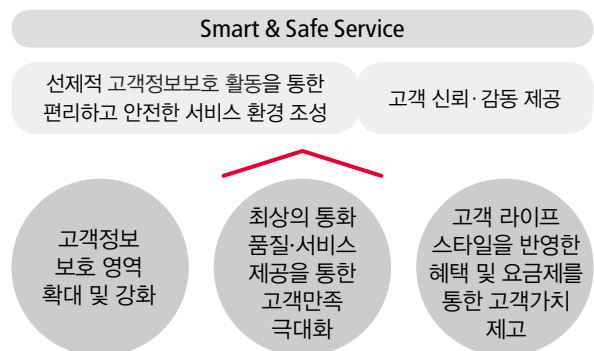 Smart & Safe Service
선제적 고객정보보호 활동을 통한
편리하고 안전한 서비스 환경 조성
고객 신뢰·감동 제공
고객정보
보호 영역
확대 및 강화
최상의 통화
품질·서비스
제공을 통한
고객만족
극대화
고객 라이프
스타일을 반영한
혜택 및 요금제를
통한 고객가치
제고